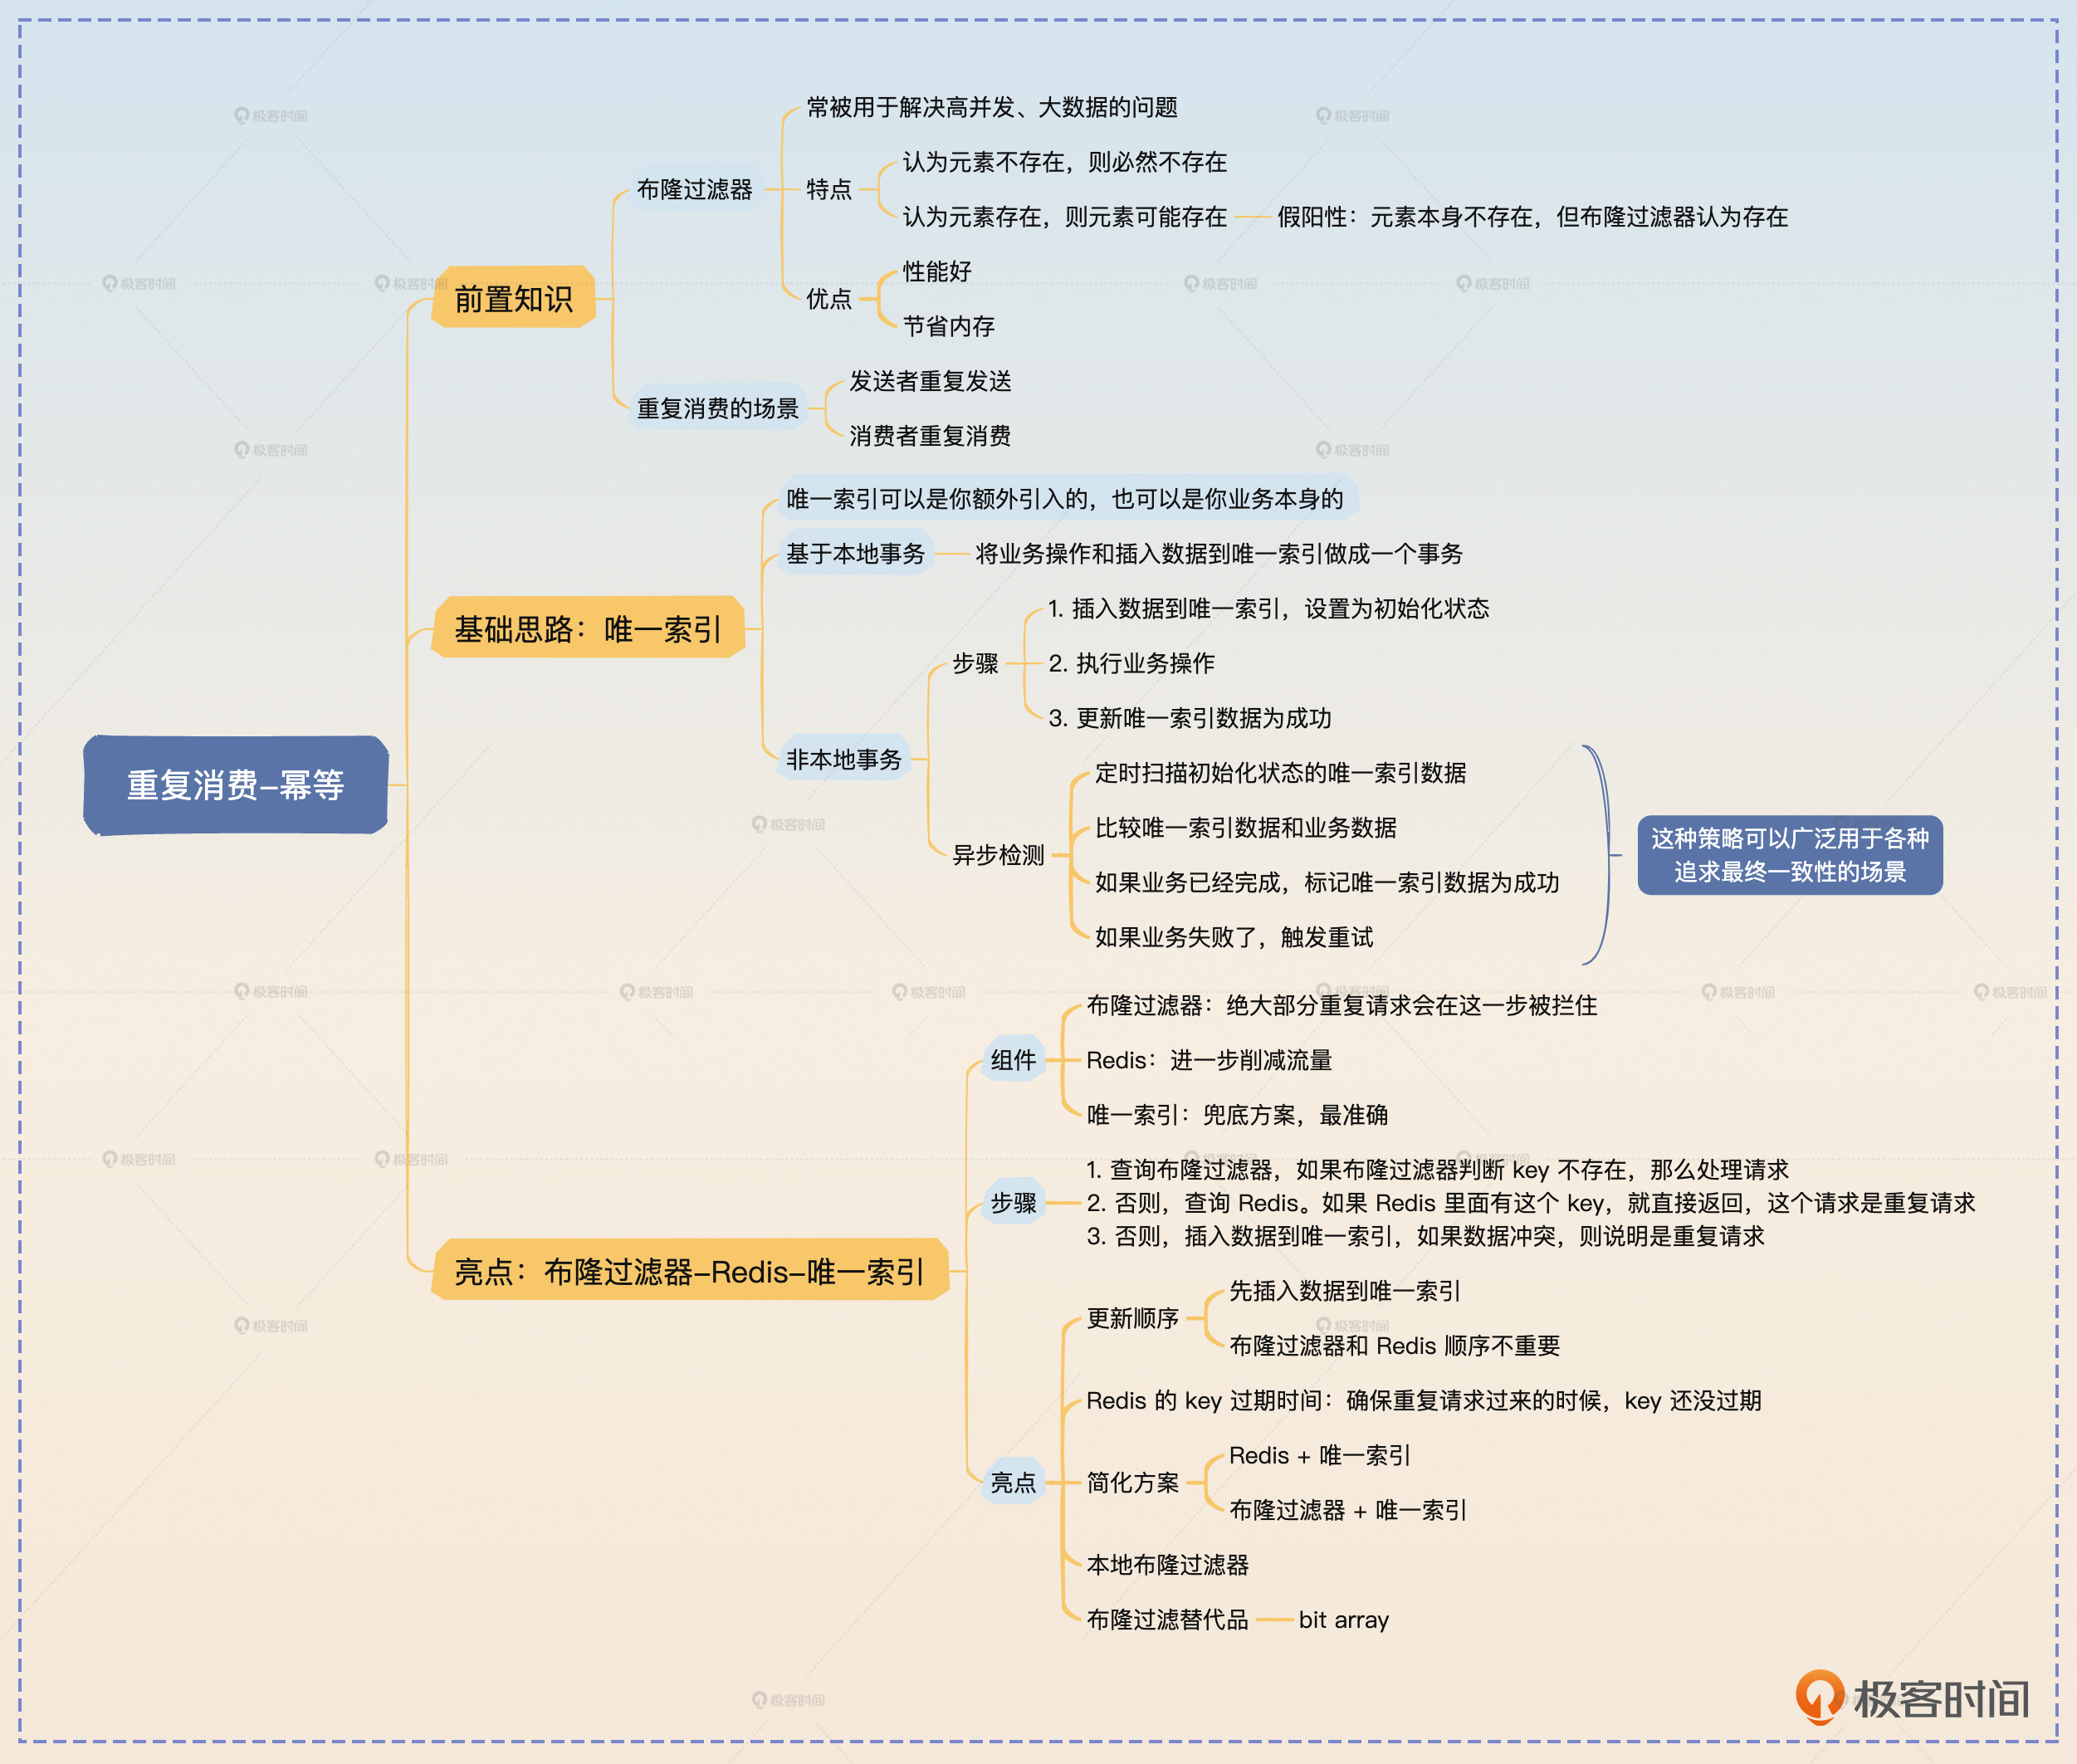 重复消费-幂等
前置知识
布隆过滤器
常被用于解决高并发、大数据的问题
特点
认为元素不存在，则必然不存在
认为元素存在，则元素可能存在
假阳性：元素本身不存在，但布隆过滤器认为存在
优点
性能好
节省内存
重复消费的场景
发送者重复发送
消费者重复消费
基础思路：唯一索引
唯一索引可以是你额外引入的，也可以是你业务本身的
基于本地事务
将业务操作和插入数据到唯一索引做成一个事务
非本地事务
步骤
1. 插入数据到唯一索引，设置为初始化状态
2. 执行业务操作
3. 更新唯一索引数据为成功
异步检测
定时扫描初始化状态的唯一索引数据
比较唯一索引数据和业务数据
如果业务已经完成，标记唯一索引数据为成功
如果业务失败了，触发重试
这种策略可以广泛用于各种
追求最终一致性的场景
亮点：布隆过滤器-Redis-唯一索引
组件
布隆过滤器：绝大部分重复请求会在这一步被拦住
Redis：进一步削减流量
唯一索引：兜底方案，最准确
步骤
1. 查询布隆过滤器，如果布隆过滤器判断 key 不存在，那么处理请求
2. 否则，查询 Redis。如果 Redis 里面有这个 key，就直接返回，这个请求是重复请求
3. 否则，插入数据到唯一索引，如果数据冲突，则说明是重复请求
亮点
更新顺序
先插入数据到唯一索引
布隆过滤器和 Redis 顺序不重要
Redis 的 key 过期时间：确保重复请求过来的时候，key 还没过期
简化方案
Redis + 唯一索引
布隆过滤器 + 唯一索引
本地布隆过滤器
布隆过滤替代品
bit array
极客时间